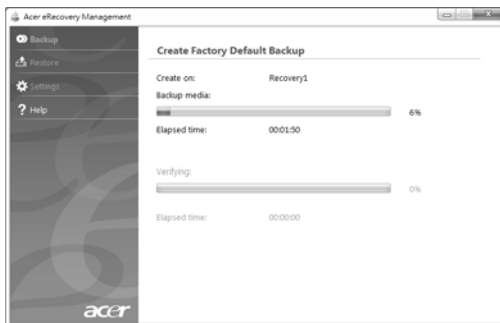 Acer eRecovery Management
Backup
Restore
Settings
? Help
Create Factory Default Backup
Create on: Recovery1
Backup media:
6%
Elapsed time: 00:01:50
Verifying:
0%
Elapsed time: 00:00:00
acer